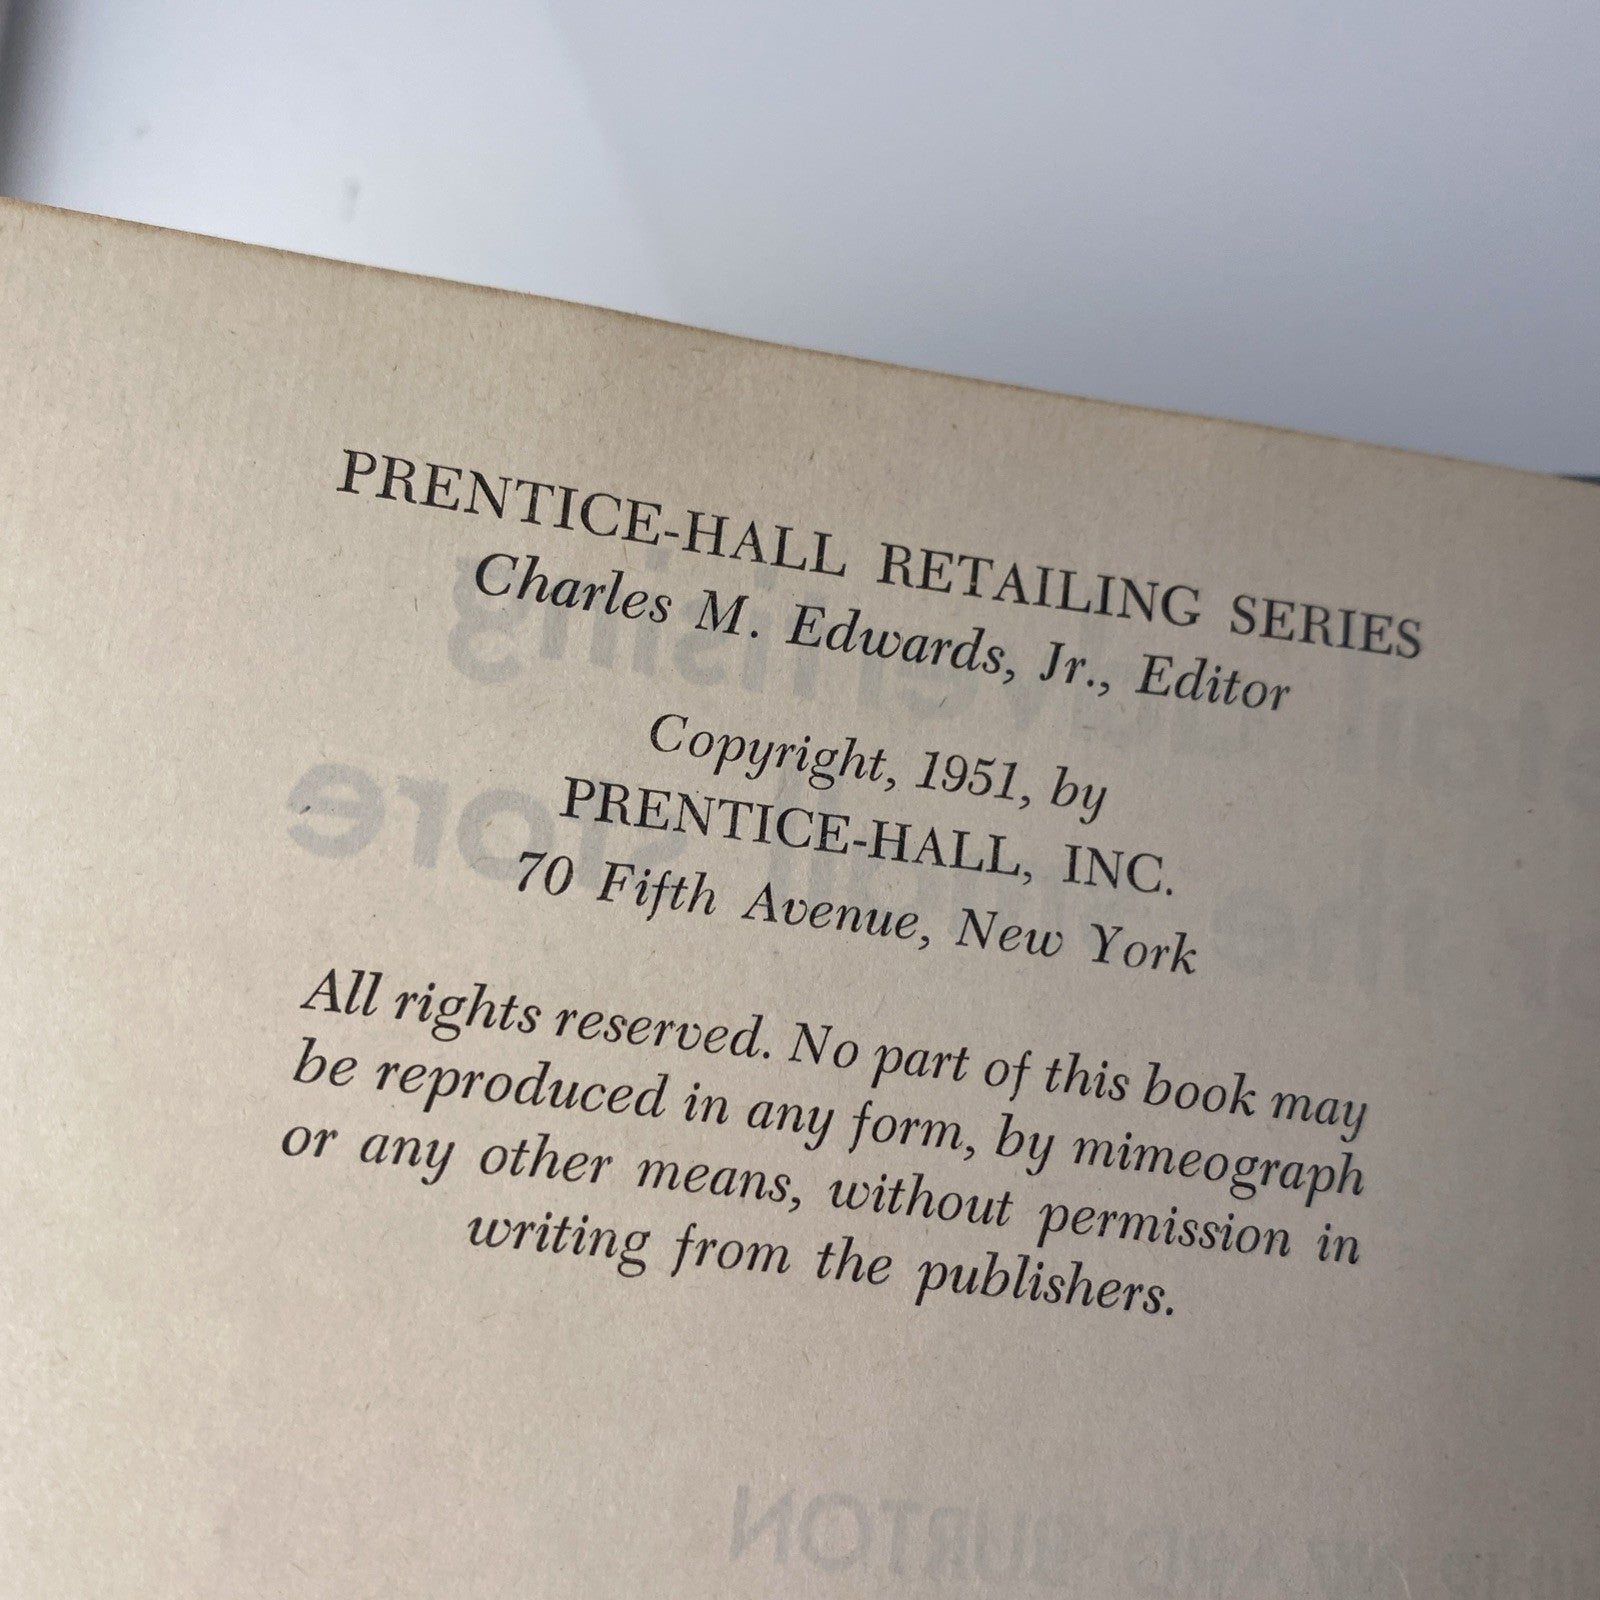 PRENTICE-HALL RETAILING SERIES
Charles M. Edwards, Jr., Editor
Copyright, 1951, by
PRENTICE-HALL, INC.
70 Fifth Avenue, New York
All rights reserved. No part of this book may
be reproduced in any form, by mimeograph
or any other means, without permission in
writing from the publishers.
store
BURTON